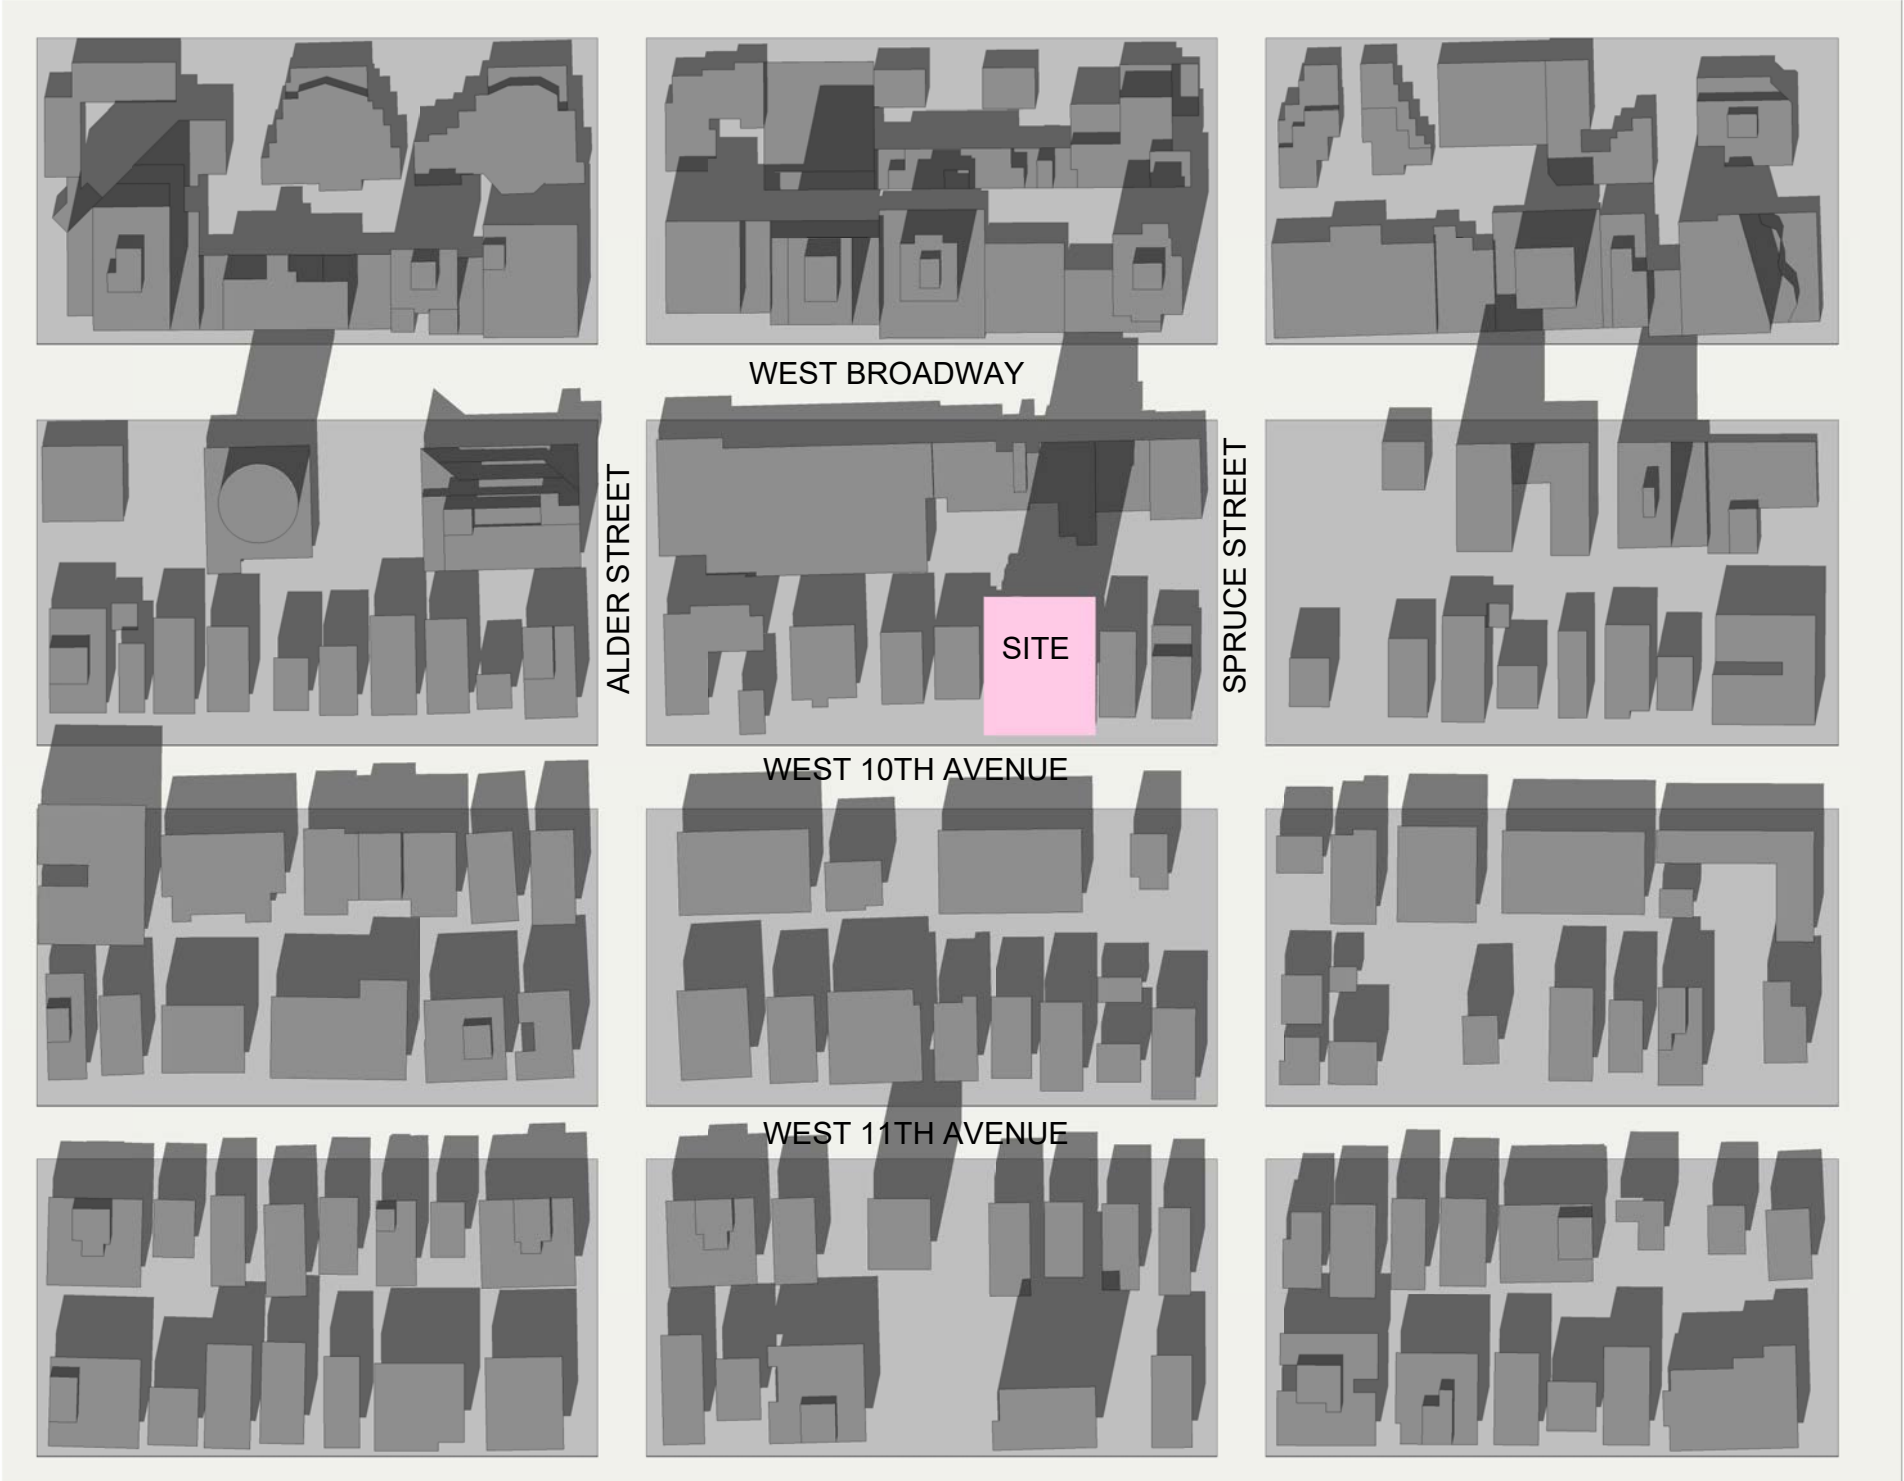 WEST BROADWAY
ALDER STREET
SPRUCE STREET
SITE
WEST 10TH AVENUE
WEST 11TH AVENUE